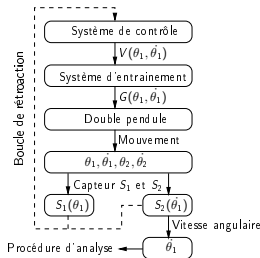 Système de contrôle
V(θ₁, θ̇₁)
Système d'entrainement
G(θ₁, θ̇₁)
Double pendule
Mouvement
θ₁, θ̇₁, θ₂, θ̇₂
Capteur S₁ et S₂
S₁(θ₁)
S₂(θ̇₁)
Vitesse angulaire
Procédure d'analyse
θ̇₁
Boucle de rétroaction